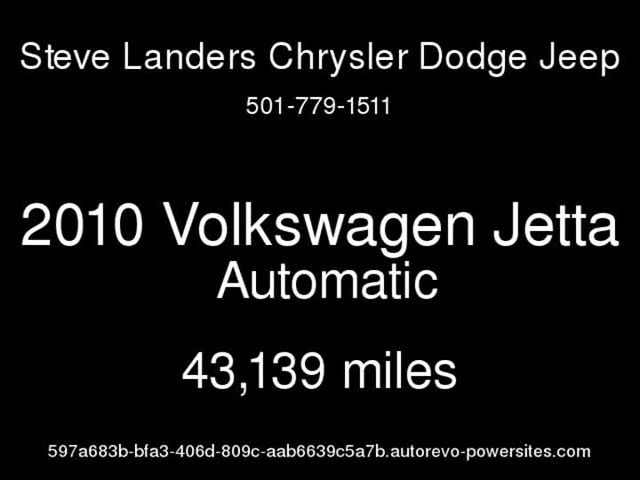 Steve Landers Chrysler Dodge Jeep
501-779-1511
2010 Volkswagen Jetta
Automatic
43,139 miles
597a683b-bfa3-406d-809c-aab6639c5a7b.autorevo-powersites.com